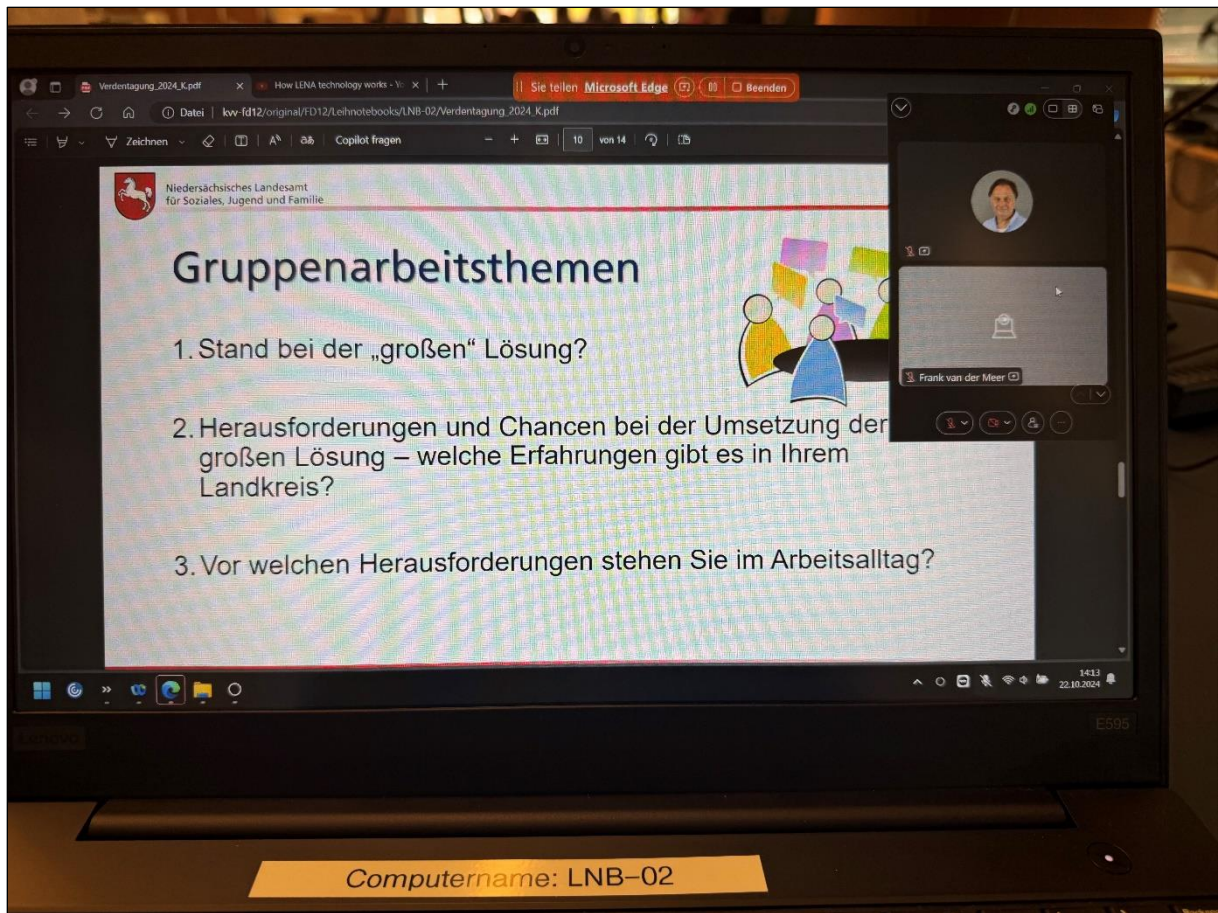 Verdentagung_2024_K.pdf
How LENA technology works - Yo
Sie teilen Microsoft Edge
Beenden
Datei
kvv-fd12/original/FD12/Leihnotebooks/LNB-02/Verdentagung_2024_K.pdf
Zeichnen
Copilot fragen
10 von 14
Niedersächsisches Landesamt
für Soziales, Jugend und Familie
Gruppenarbeitsthemen
1. Stand bei der „großen“ Lösung?
2. Herausforderungen und Chancen bei der Umsetzung der
großen Lösung – welche Erfahrungen gibt es in Ihrem
Landkreis?
3. Vor welchen Herausforderungen stehen Sie im Arbeitsalltag?
Frank van der Meer
14:13
22.10.2024
Lenovo
E595
Computername: LNB-02